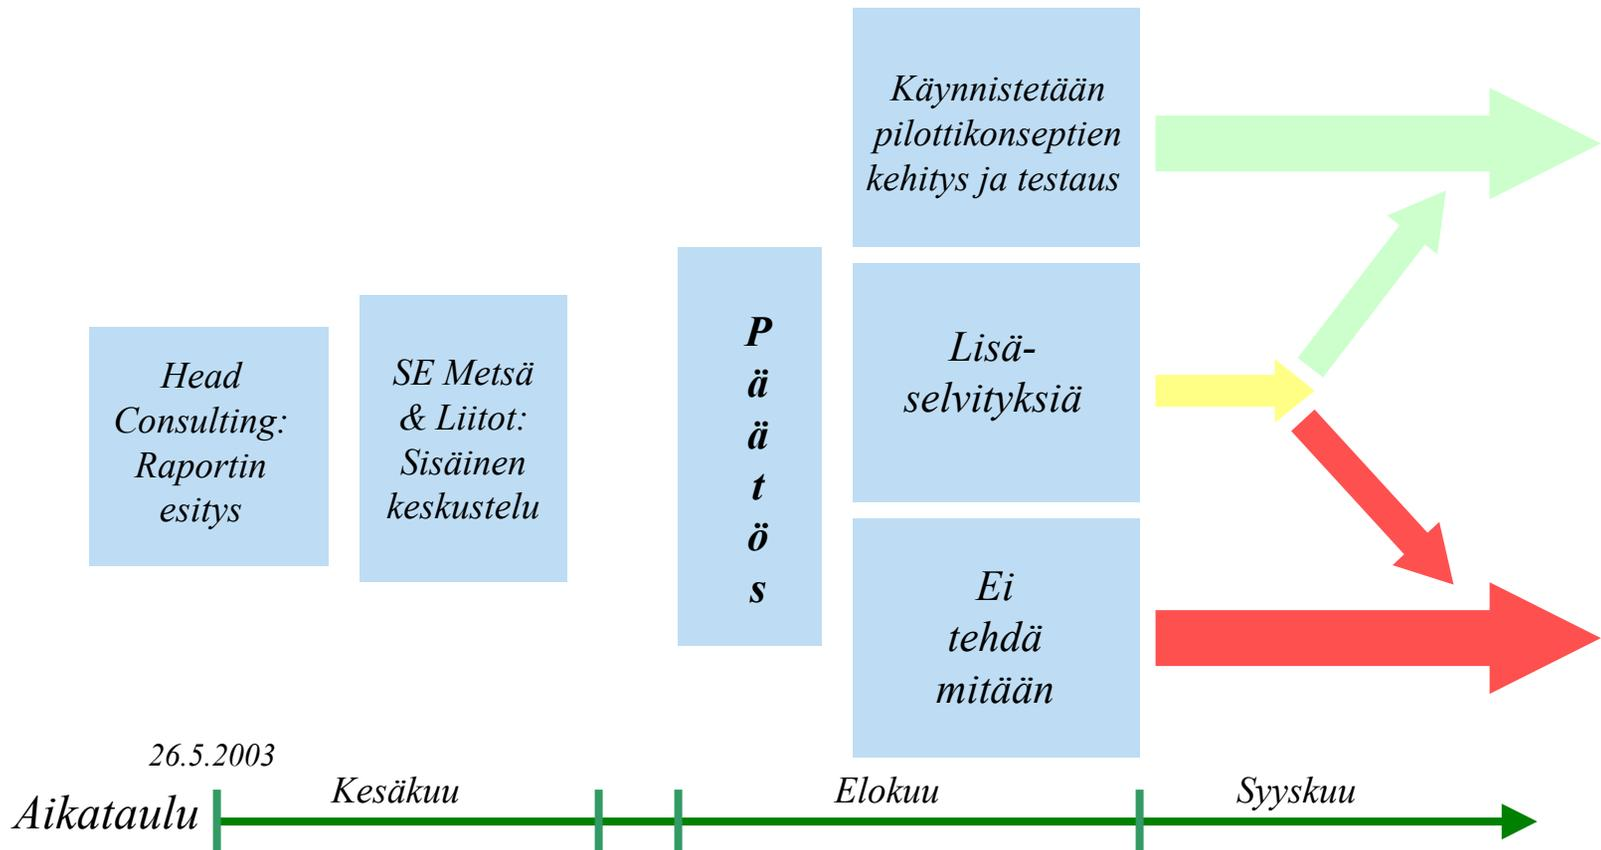 Head
Consulting:
Raportin
esitys
SE Metsä
& Liitot:
Sisäinen
keskustelu
P
ä
ä
t
ö
s
Käynnistetään
pilottikonseptien
kehitys ja testaus
Lisä-
selvityksiä
Ei
tehdä
mitään
26.5.2003
Aikataulu
Kesäkuu
Elokuu
Syyskuu